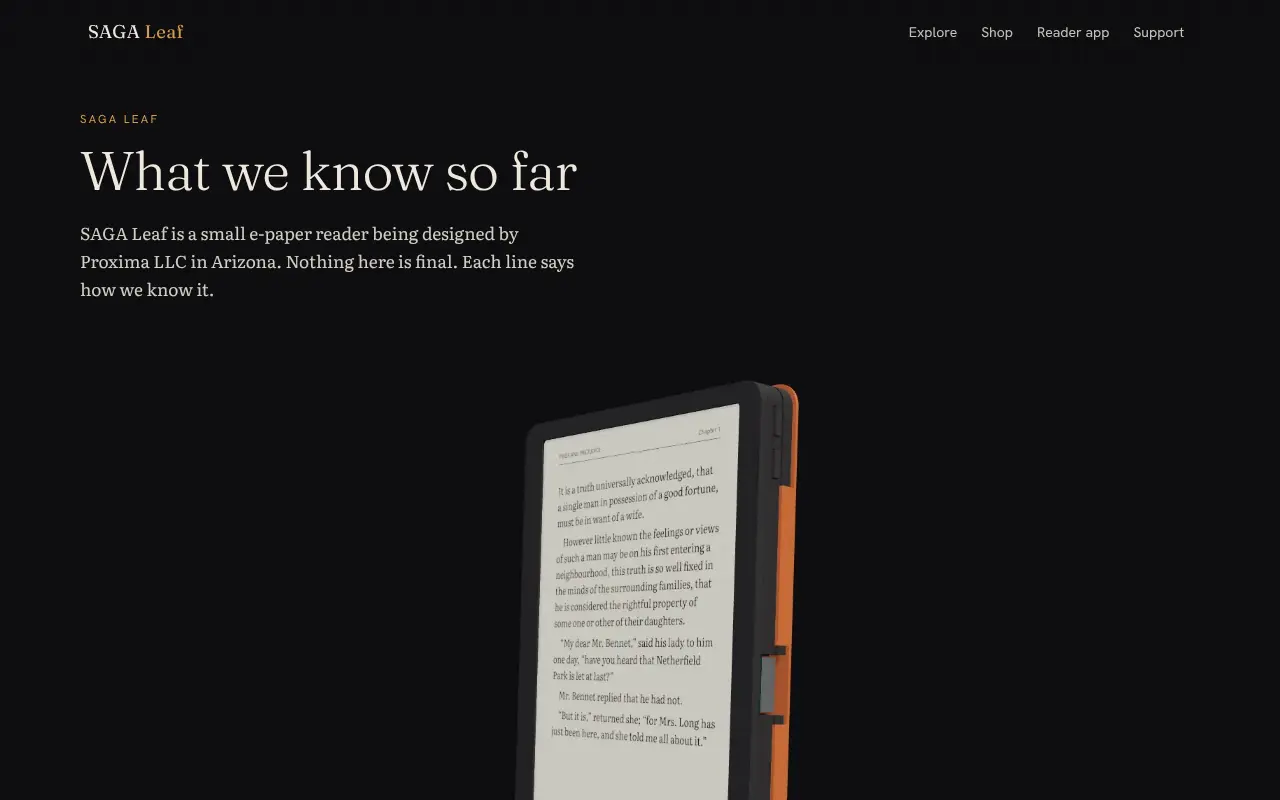 SAGA Leaf
Explore
Shop
Reader app
Support
SAGA LEAF
What we know so far
SAGA Leaf is a small e-paper reader being designed by
Proxima LLC in Arizona. Nothing here is final. Each line says
how we know it.
Chapter 1
It is a truth universally acknowledged, that
a single man in possession of a good fortune,
must be in want of a wife.
However little known the feelings or views
of such a man may be on his first entering a
neighbourhood, this truth is so well fixed in
the minds of the surrounding families, that
he is considered the rightful property of
some one or other of their daughters.
"My dear Mr. Bennet," said his lady to him
one day, "have you heard that Netherfield
Park is let at last?"
Mr. Bennet replied that he had not.
"But it is," returned she; "for Mrs. Long has
just been here, and she told me all about it."